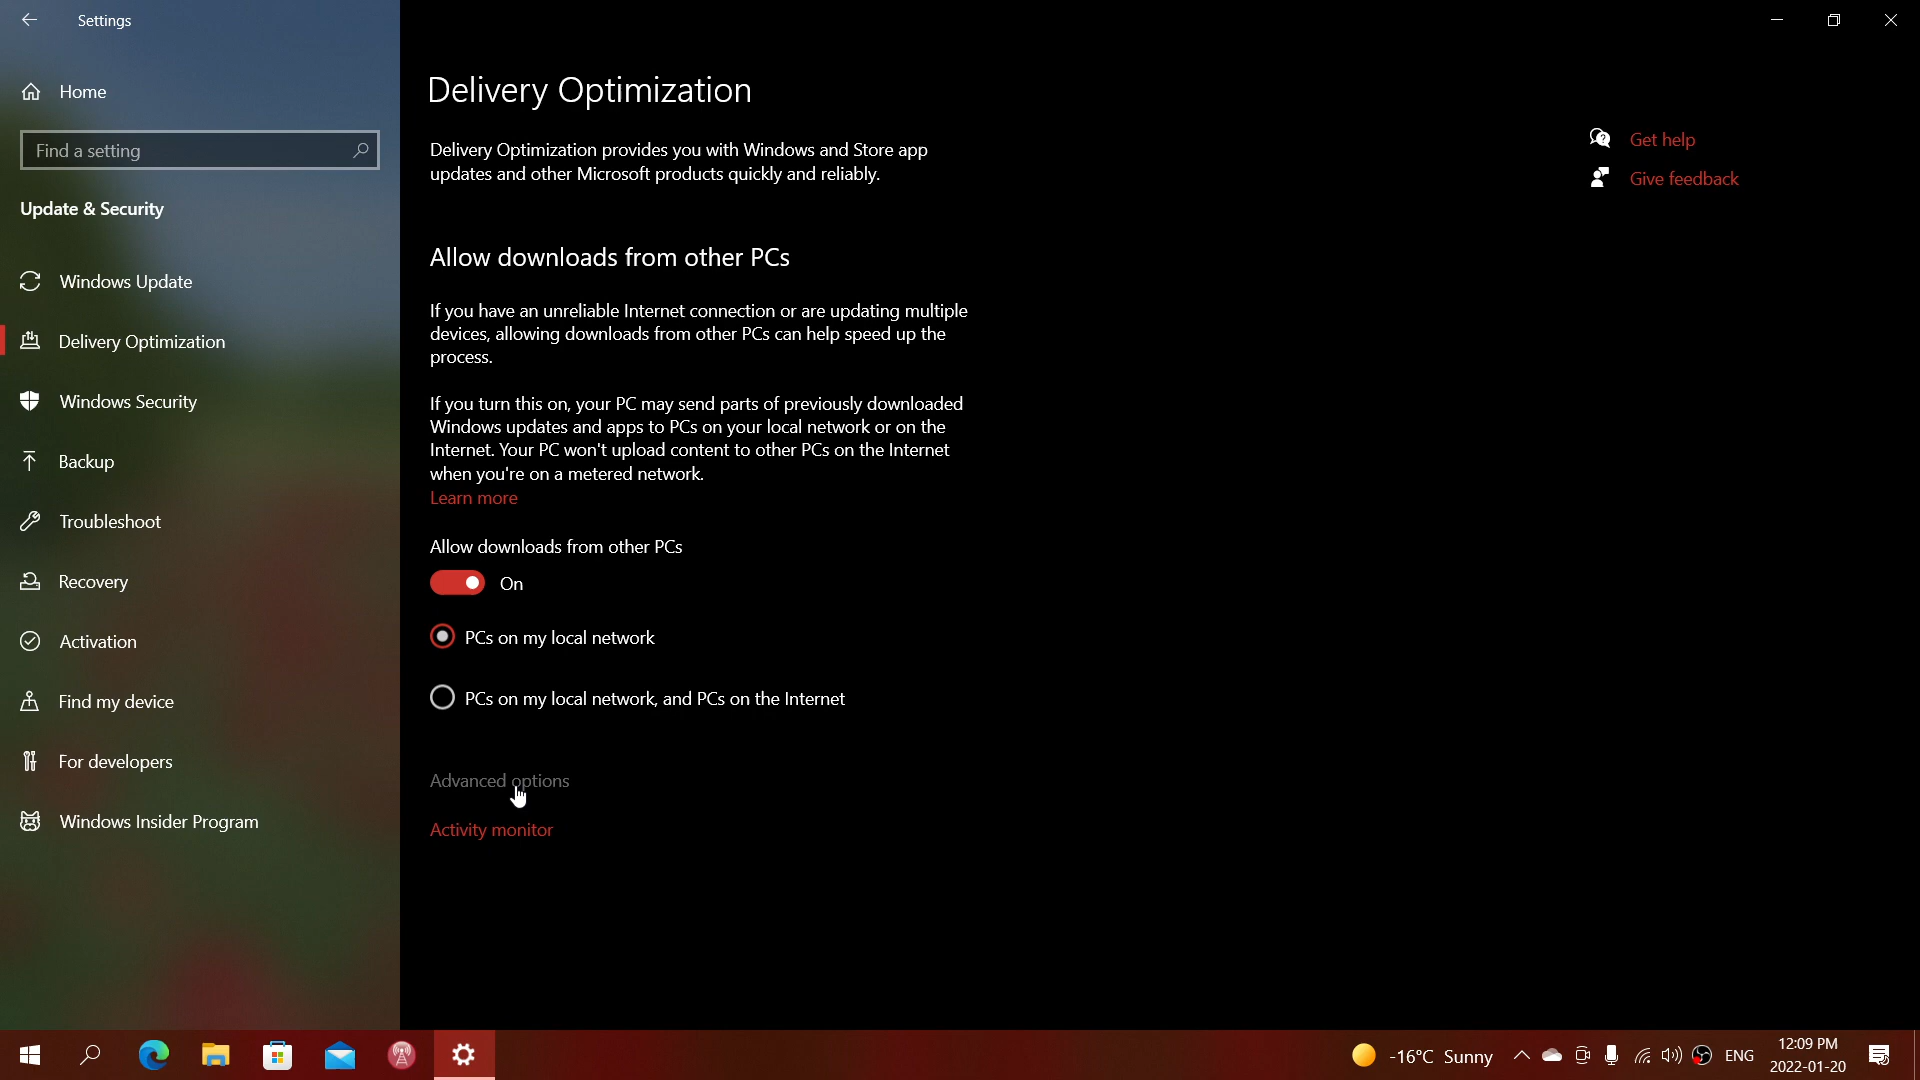 Settings
Home
Find a setting
Update & Security
Windows Update
Delivery Optimization
Windows Security
Backup
Troubleshoot
Recovery
Activation
Find my device
For developers
Windows Insider Program
Delivery Optimization
Delivery Optimization provides you with Windows and Store app
updates and other Microsoft products quickly and reliably.
Allow downloads from other PCs
If you have an unreliable Internet connection or are updating multiple
devices, allowing downloads from other PCs can help speed up the
process.
If you turn this on, your PC may send parts of previously downloaded
Windows updates and apps to PCs on your local network or on the
Internet. Your PC won't upload content to other PCs on the Internet
when you're on a metered network.
Learn more
Allow downloads from other PCs
On
PCs on my local network
PCs on my local network, and PCs on the Internet
Advanced options
Activity monitor
Get help
Give feedback
-16°C Sunny
ENG
12:09 PM
2022-01-20